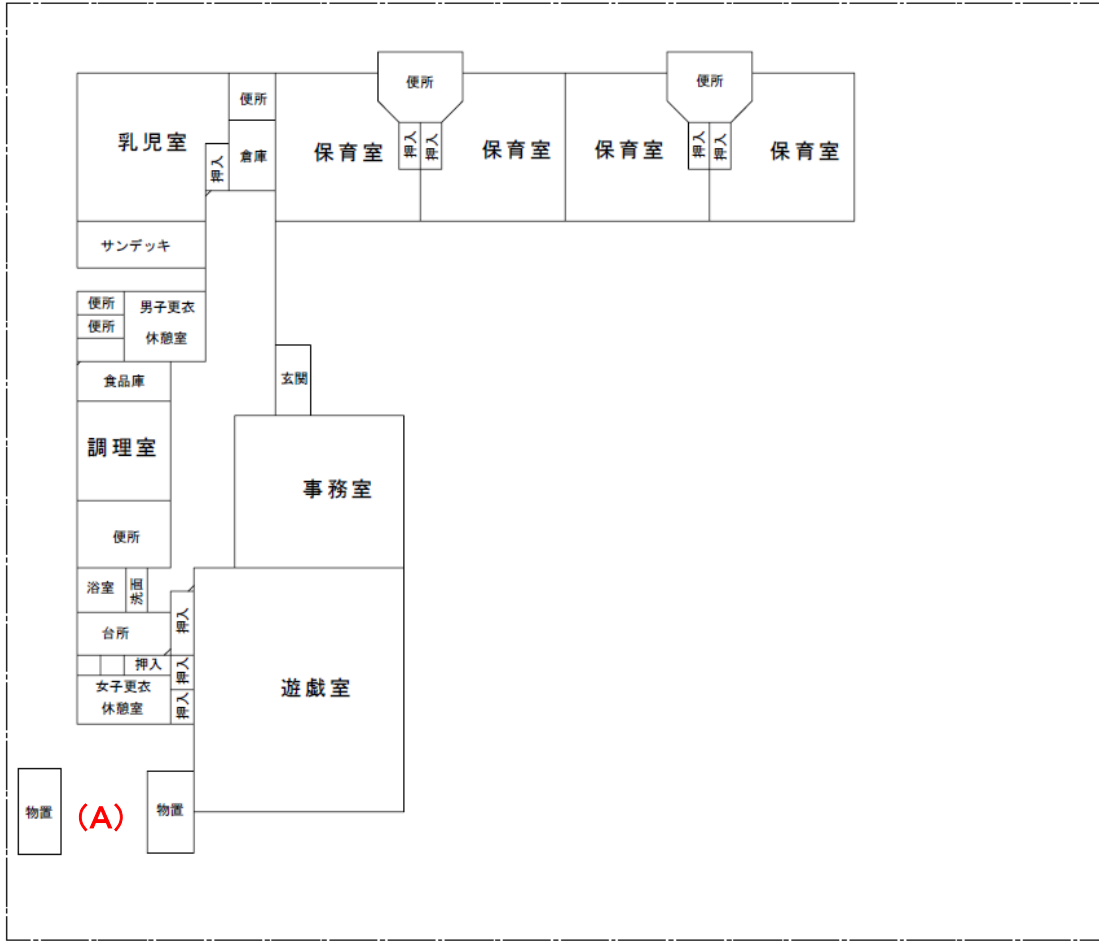 便所
便所
便所
乳児室
押入
倉庫
保育室
押入
押入
保育室
保育室
押入
押入
保育室
サンデッキ
便所
便所
男子更衣
休憩室
玄関
食品庫
調理室
事務室
便所
浴室
洗面
押入
台所
押入
押入
女子更衣
休憩室
押入
遊戯室
物置
(A)
物置